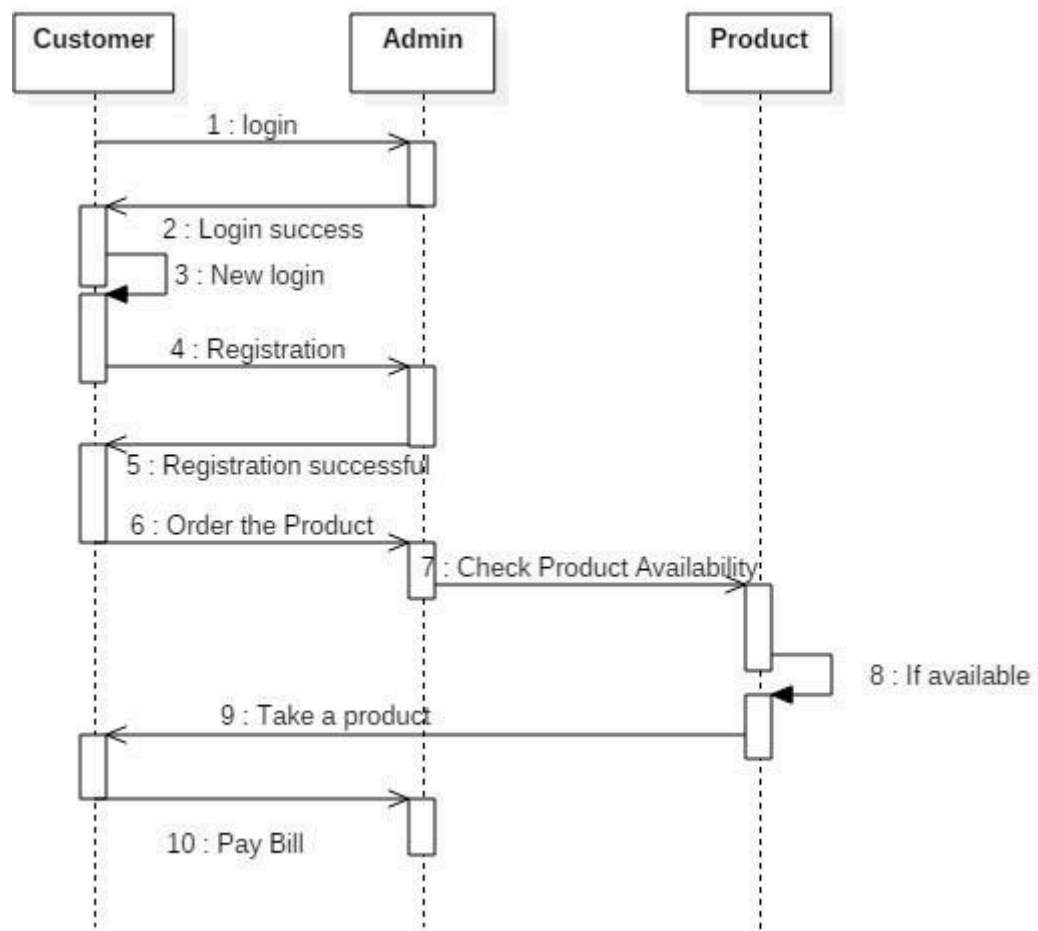 Customer
Admin
Product
1 : login
2 : Login success
3 : New login
4 : Registration
5 : Registration successful
6 : Order the Product
7 : Check Product Availability
8 : If available
9 : Take a product
10 : Pay Bill